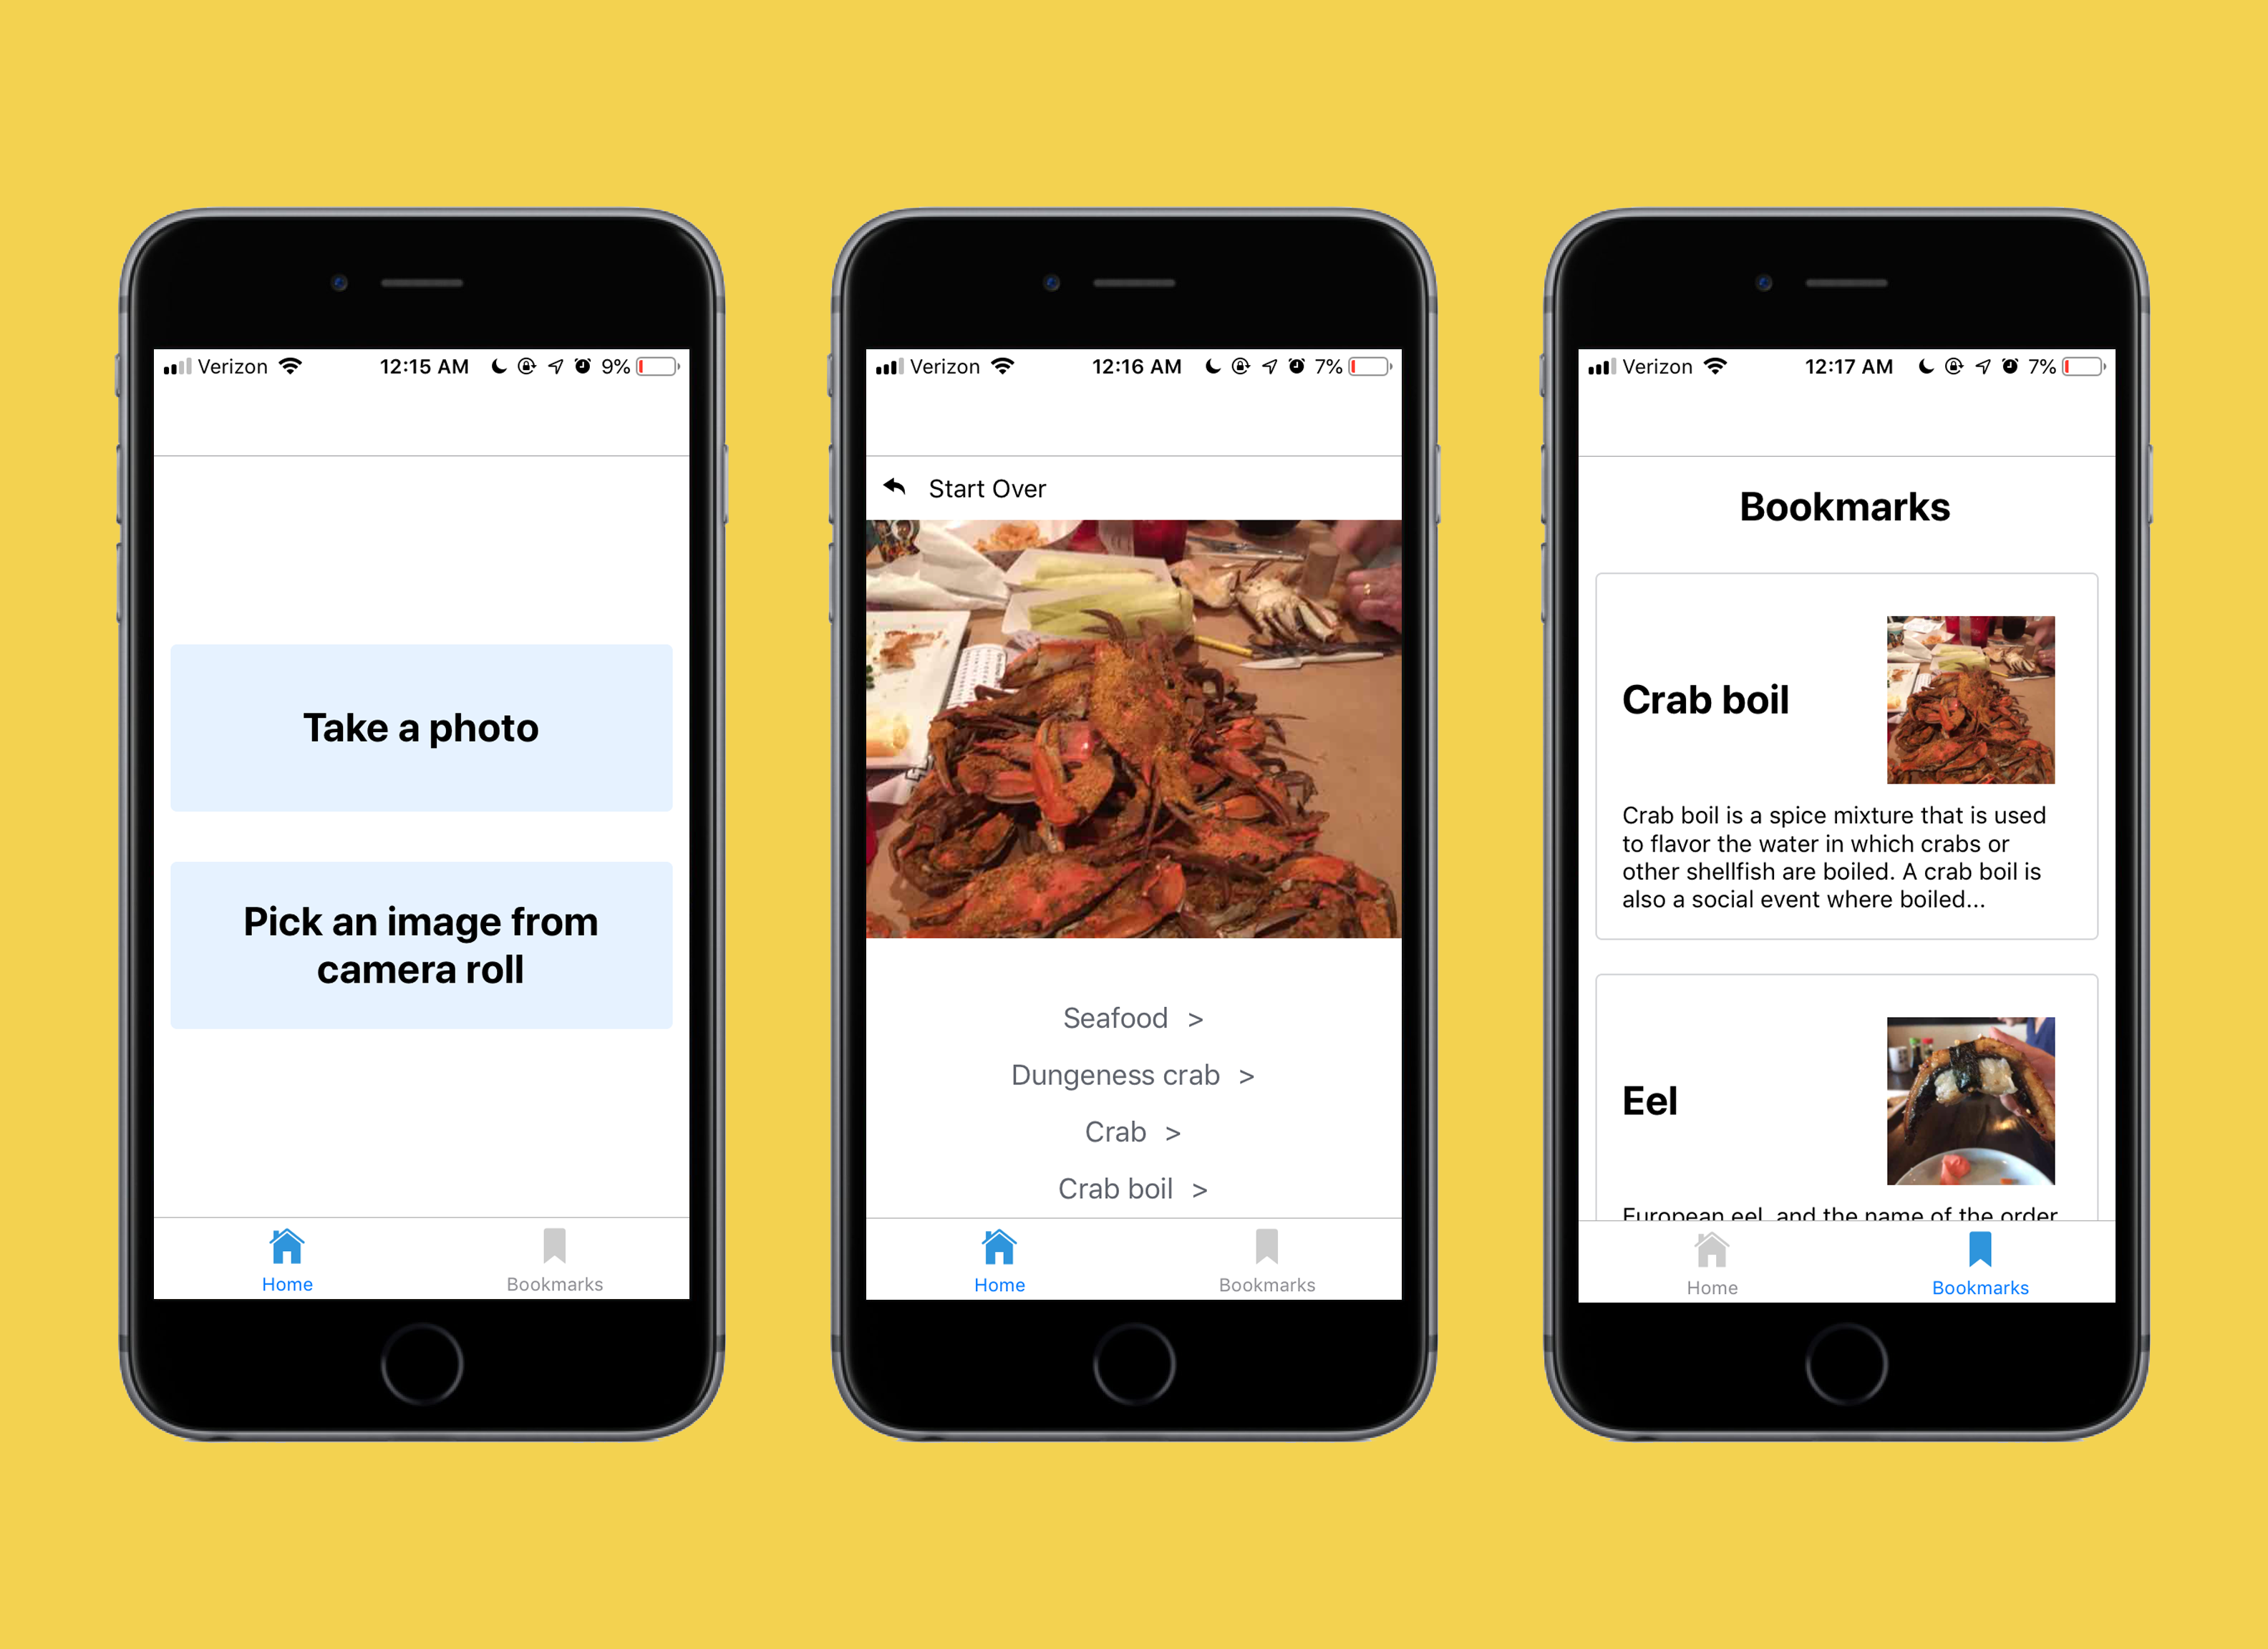 Verizon 12:15 AM 9%
Take a photo
Pick an image from
camera roll
Home Bookmarks
Verizon 12:16 AM 7%
Start Over
Seafood >
Dungeness crab >
Crab >
Crab boil >
Home Bookmarks
Verizon 12:17 AM 7%
Bookmarks
Crab boil
Crab boil is a spice mixture that is used
to flavor the water in which crabs or
other shellfish are boiled. A crab boil is
also a social event where boiled...
Eel
European eel, and the name of the order
Home Bookmarks